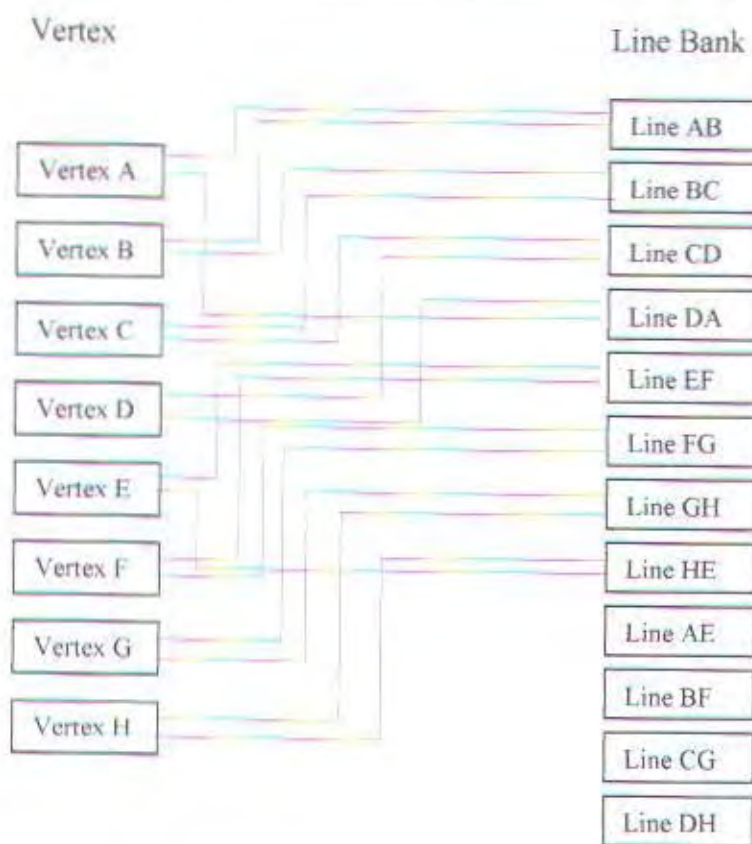 Vertex
Line Bank
Vertex A
Vertex B
Vertex C
Vertex D
Vertex E
Vertex F
Vertex G
Vertex H
Line AB
Line BC
Line CD
Line DA
Line EF
Line FG
Line GH
Line HE
Line AE
Line BF
Line CG
Line DH